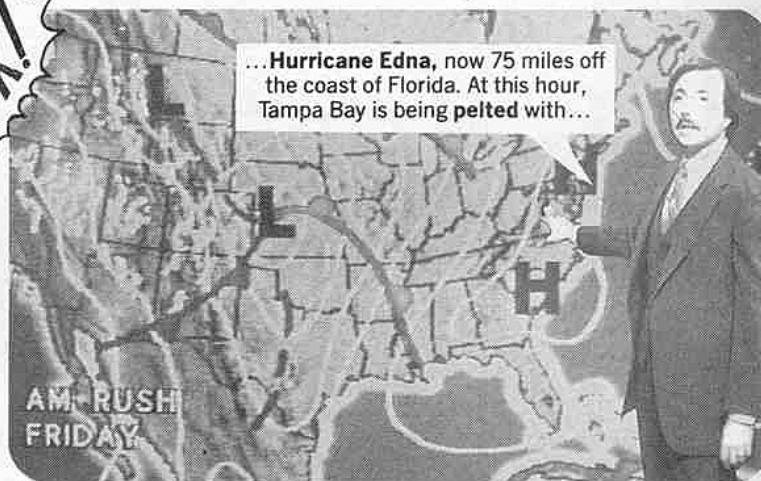 K!
...Hurricane Edna, now 75 miles off
the coast of Florida. At this hour,
Tampa Bay is being pelted with...
L
L
H
AM RUSH
FRIDAY